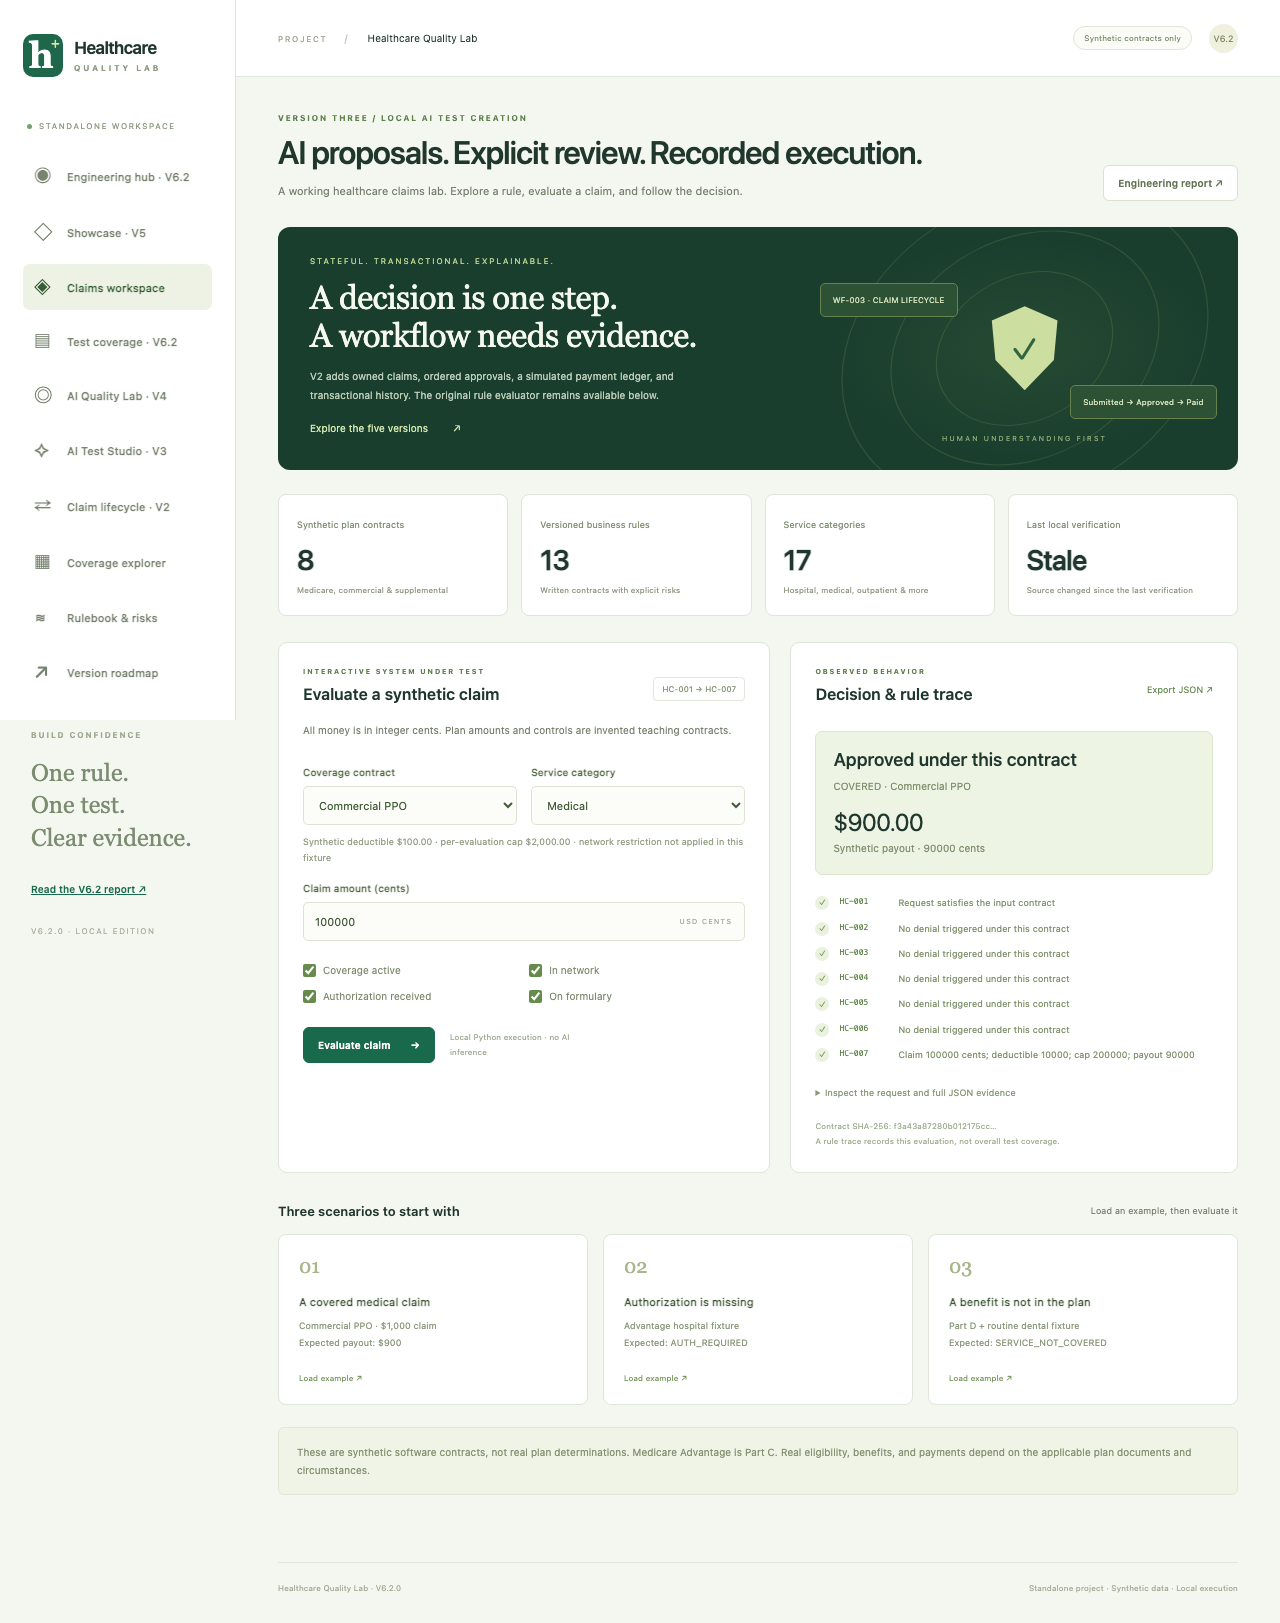 h+
Healthcare
QUALITY LAB
STANDALONE WORKSPACE
Engineering hub · V6.2
Showcase · V5
Claims workspace
Test coverage · V6.2
AI Quality Lab · V4
AI Test Studio · V3
Claim lifecycle · V2
Coverage explorer
Rulebook & risks
Version roadmap
BUILD CONFIDENCE
One rule.
One test.
Clear evidence.
Read the V6.2 report ↗
V6.2.0 · LOCAL EDITION
PROJECT / Healthcare Quality Lab
Synthetic contracts only
V6.2
VERSION THREE / LOCAL AI TEST CREATION
AI proposals. Explicit review. Recorded execution.
A working healthcare claims lab. Explore a rule, evaluate a claim, and follow the decision.
Engineering report ↗
STATEFUL. TRANSACTIONAL. EXPLAINABLE.
A decision is one step.
A workflow needs evidence.
V2 adds owned claims, ordered approvals, a simulated payment ledger, and
transactional history. The original rule evaluator remains available below.
Explore the five versions ↗
WF-003 · CLAIM LIFECYCLE
Submitted → Approved → Paid
HUMAN UNDERSTANDING FIRST
Synthetic plan contracts
8
Medicare, commercial & supplemental
Versioned business rules
13
Written contracts with explicit risks
Service categories
17
Hospital, medical, outpatient & more
Last local verification
Stale
Source changed since the last verification
INTERACTIVE SYSTEM UNDER TEST
Evaluate a synthetic claim
HC-001 → HC-007
All money is in integer cents. Plan amounts and controls are invented teaching contracts.
Coverage contract
Commercial PPO
Service category
Medical
Synthetic deductible $100.00 · per-evaluation cap $2,000.00 · network restriction not applied in this
fixture
Claim amount (cents)
100000
USD CENTS
Coverage active
In network
Authorization received
On formulary
Evaluate claim →
Local Python execution · no AI
inference
OBSERVED BEHAVIOR
Decision & rule trace
Export JSON ↗
Approved under this contract
COVERED · Commercial PPO
$900.00
Synthetic payout · 90000 cents
HC-001 Request satisfies the input contract
HC-002 No denial triggered under this contract
HC-003 No denial triggered under this contract
HC-004 No denial triggered under this contract
HC-005 No denial triggered under this contract
HC-006 No denial triggered under this contract
HC-007 Claim 100000 cents; deductible 10000; cap 200000; payout 90000
Inspect the request and full JSON evidence
Contract SHA-256: f3a43a87280b012175cc…
A rule trace records this evaluation, not overall test coverage.
Three scenarios to start with
Load an example, then evaluate it
01
A covered medical claim
Commercial PPO · $1,000 claim
Expected payout: $900
Load example ↗
02
Authorization is missing
Advantage hospital fixture
Expected: AUTH_REQUIRED
Load example ↗
03
A benefit is not in the plan
Part D + routine dental fixture
Expected: SERVICE_NOT_COVERED
Load example ↗
These are synthetic software contracts, not real plan determinations. Medicare Advantage is Part C. Real eligibility, benefits, and payments depend on the applicable plan documents and
circumstances.
Healthcare Quality Lab · V6.2.0
Standalone project · Synthetic data · Local execution